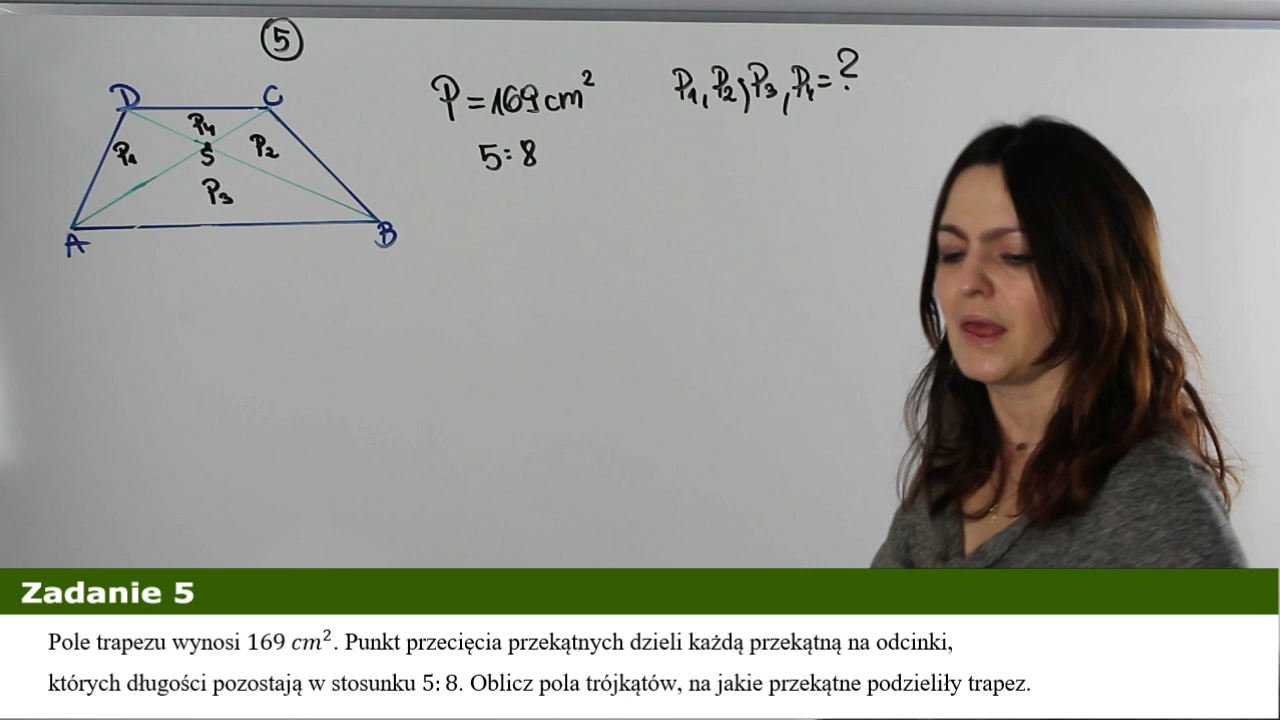 5
D C
P = 169 cm²
P₁, P₂, P₃, P₄ = ?
P₄
P₁ S P₂
5:8
P₃
A B
Zadanie 5
Pole trapezu wynosi 169 cm². Punkt przecięcia przekątnych dzieli każdą przekątną na odcinki,
których długości pozostają w stosunku 5:8. Oblicz pola trójkątów, na jakie przekątne podzieliły trapez.